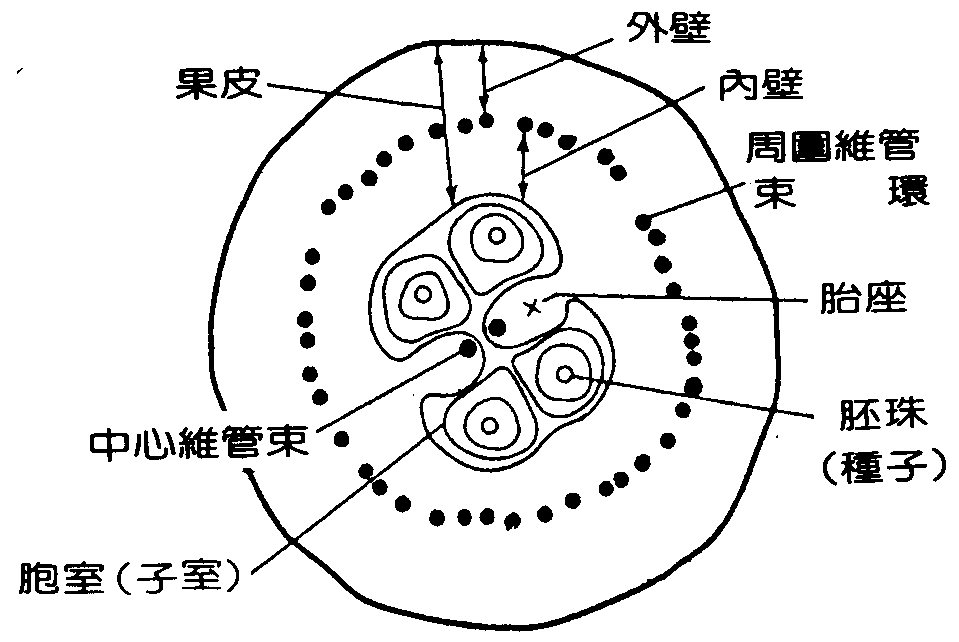 外壁
果皮
內壁
周圍維管
束 環
胎座
胚珠
(種子)
中心維管束
胞室(子室)